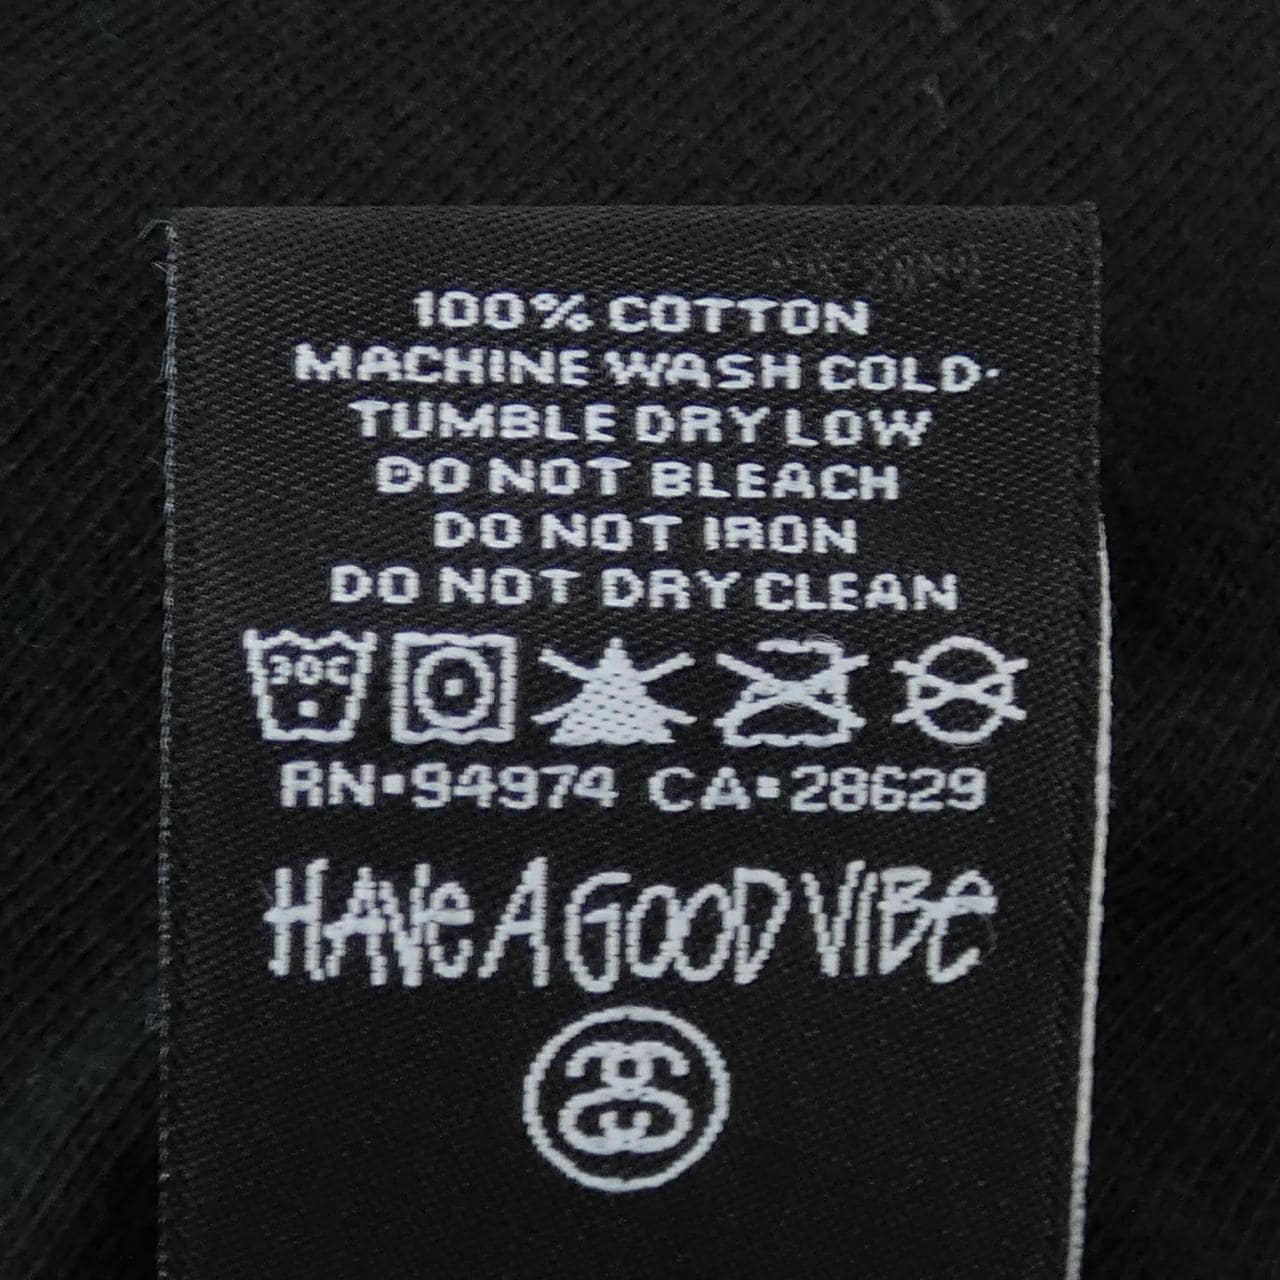 100% COTTON
MACHINE WASH COLD·
TUMBLE DRY LOW
DO NOT BLEACH
DO NOT IRON
DO NOT DRY CLEAN
30C
RN·94974 CA·28629
HAVE A GOOD VIBE